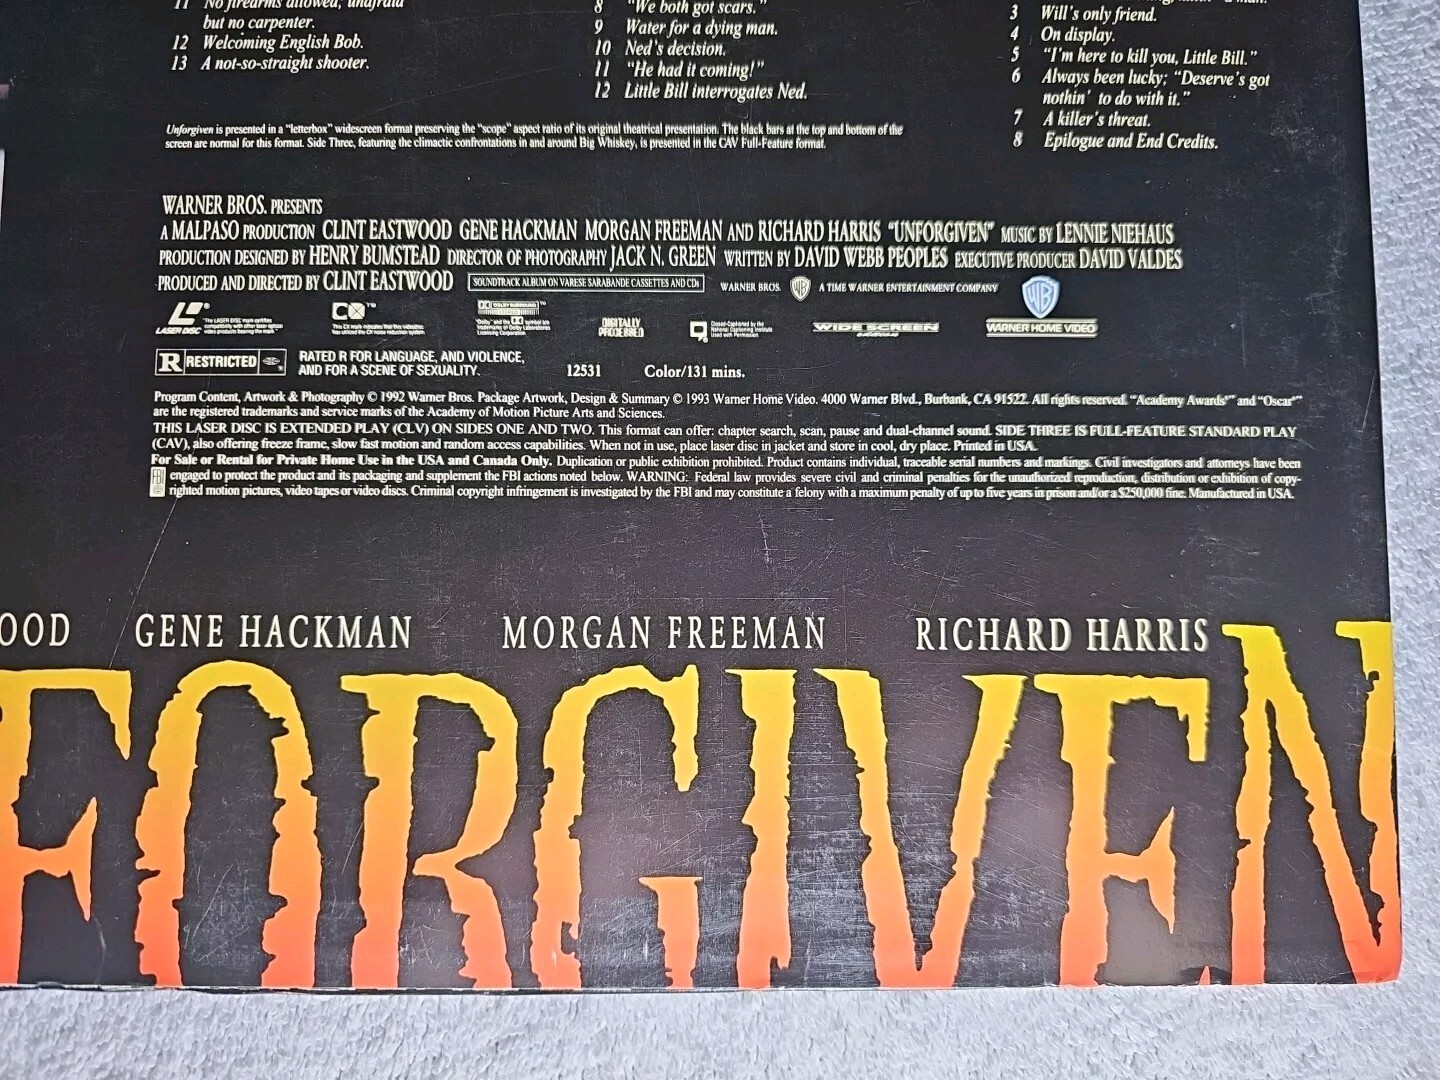 11 No firearms allowed; unafraid
but no carpenter.
12 Welcoming English Bob.
13 A not-so-straight shooter.
8 "We both got scars."
9 Water for a dying man.
10 Ned's decision.
11 "He had it coming!"
12 Little Bill interrogates Ned.
3 Will's only friend.
4 On display.
5 "I'm here to kill you, Little Bill."
6 Always been lucky; "Deserve's got
nothin' to do with it."
7 A killer's threat.
8 Epilogue and End Credits.
Unforgiven is presented in a "letterbox" widescreen format preserving the "scope" aspect ratio of its original theatrical presentation. The black bars at the top and bottom of the
screen are normal for this format. Side Three, featuring the climactic confrontations in and around Big Whiskey, is presented in the CAV Full-Feature format.
WARNER BROS. PRESENTS
A MALPASO PRODUCTION CLINT EASTWOOD GENE HACKMAN MORGAN FREEMAN AND RICHARD HARRIS "UNFORGIVEN" MUSIC BY LENNIE NIEHAUS
PRODUCTION DESIGNED BY HENRY BUMSTEAD DIRECTOR OF PHOTOGRAPHY JACK N. GREEN WRITTEN BY DAVID WEBB PEOPLES EXECUTIVE PRODUCER DAVID VALDES
PRODUCED AND DIRECTED BY CLINT EASTWOOD SOUNDTRACK ALBUM ON VARESE SARABANDE CASSETTES AND CDs WARNER BROS. WB A TIME WARNER ENTERTAINMENT COMPANY WB
LASER DISC CX DOLBY SURROUND DIGITALLY PROCESSED WIDESCREEN edition WARNER HOME VIDEO
R RESTRICTED RATED R FOR LANGUAGE, AND VIOLENCE,
AND FOR A SCENE OF SEXUALITY. 12531 Color/131 mins.
Program Content, Artwork & Photography © 1992 Warner Bros. Package Artwork, Design & Summary © 1993 Warner Home Video. 4000 Warner Blvd., Burbank, CA 91522. All rights reserved. "Academy Awards" and "Oscar"
are the registered trademarks and service marks of the Academy of Motion Picture Arts and Sciences.
THIS LASER DISC IS EXTENDED PLAY (CLV) ON SIDES ONE AND TWO. This format can offer: chapter search, scan, pause and dual-channel sound. SIDE THREE IS FULL-FEATURE STANDARD PLAY
(CAV), also offering freeze frame, slow fast motion and random access capabilities. When not in use, place laser disc in jacket and store in cool, dry place. Printed in USA.
For Sale or Rental for Private Home Use in the USA and Canada Only. Duplication or public exhibition prohibited. Product contains individual, traceable serial numbers and markings. Civil investigators and attorneys have been
FBI engaged to protect the product and its packaging and supplement the FBI actions noted below. WARNING: Federal law provides severe civil and criminal penalties for the unauthorized reproduction, distribution or exhibition of copy-
righted motion pictures, video tapes or video discs. Criminal copyright infringement is investigated by the FBI and may constitute a felony with a maximum penalty of up to five years in prison and/or a $250,000 fine. Manufactured in USA.
OOD GENE HACKMAN MORGAN FREEMAN RICHARD HARRIS
FORGIVEN